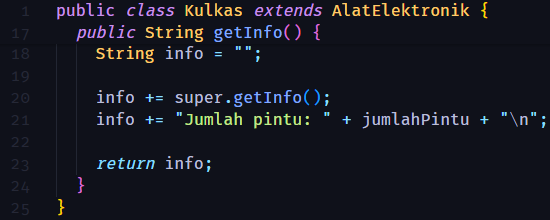 1 public class Kulkas extends AlatElektronik {
17 public String getInfo() {
18 String info = "";
19
20 info += super.getInfo();
21 info += "Jumlah pintu: " + jumlahPintu + "\n";
22
23 return info;
24 }
25 }